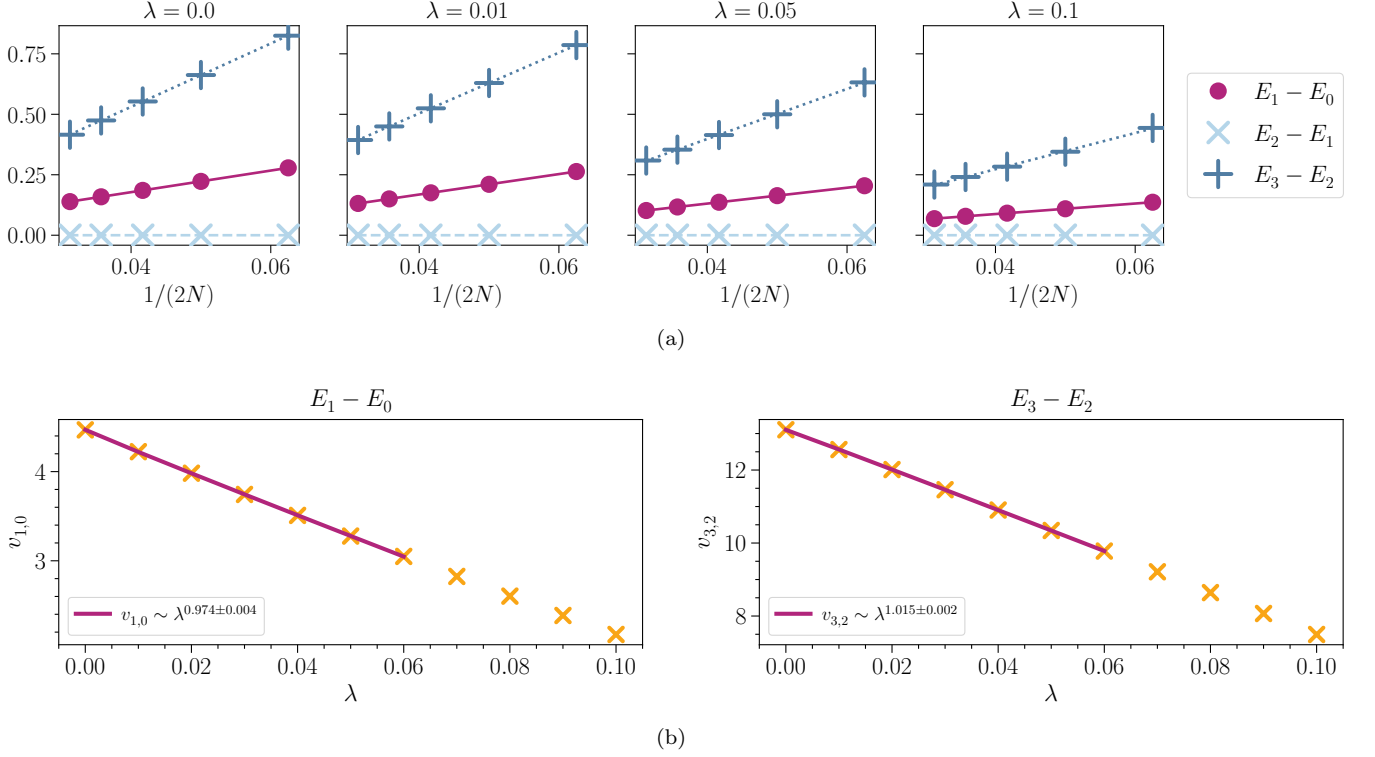 λ = 0.0
λ = 0.01
λ = 0.05
λ = 0.1
0.75
0.50
0.25
0.00
0.04
0.06
0.04
0.06
0.04
0.06
0.04
0.06
1/(2N)
1/(2N)
1/(2N)
1/(2N)
E₁ − E₀
E₂ − E₁
E₃ − E₂
(a)
E₁ − E₀
4
3
v₁,₀
v₁,₀ ∼ λ^0.974±0.004
0.00 0.02 0.04 0.06 0.08 0.10
λ
E₃ − E₂
12
10
8
v₃,₂
v₃,₂ ∼ λ^1.015±0.002
0.00 0.02 0.04 0.06 0.08 0.10
λ
(b)